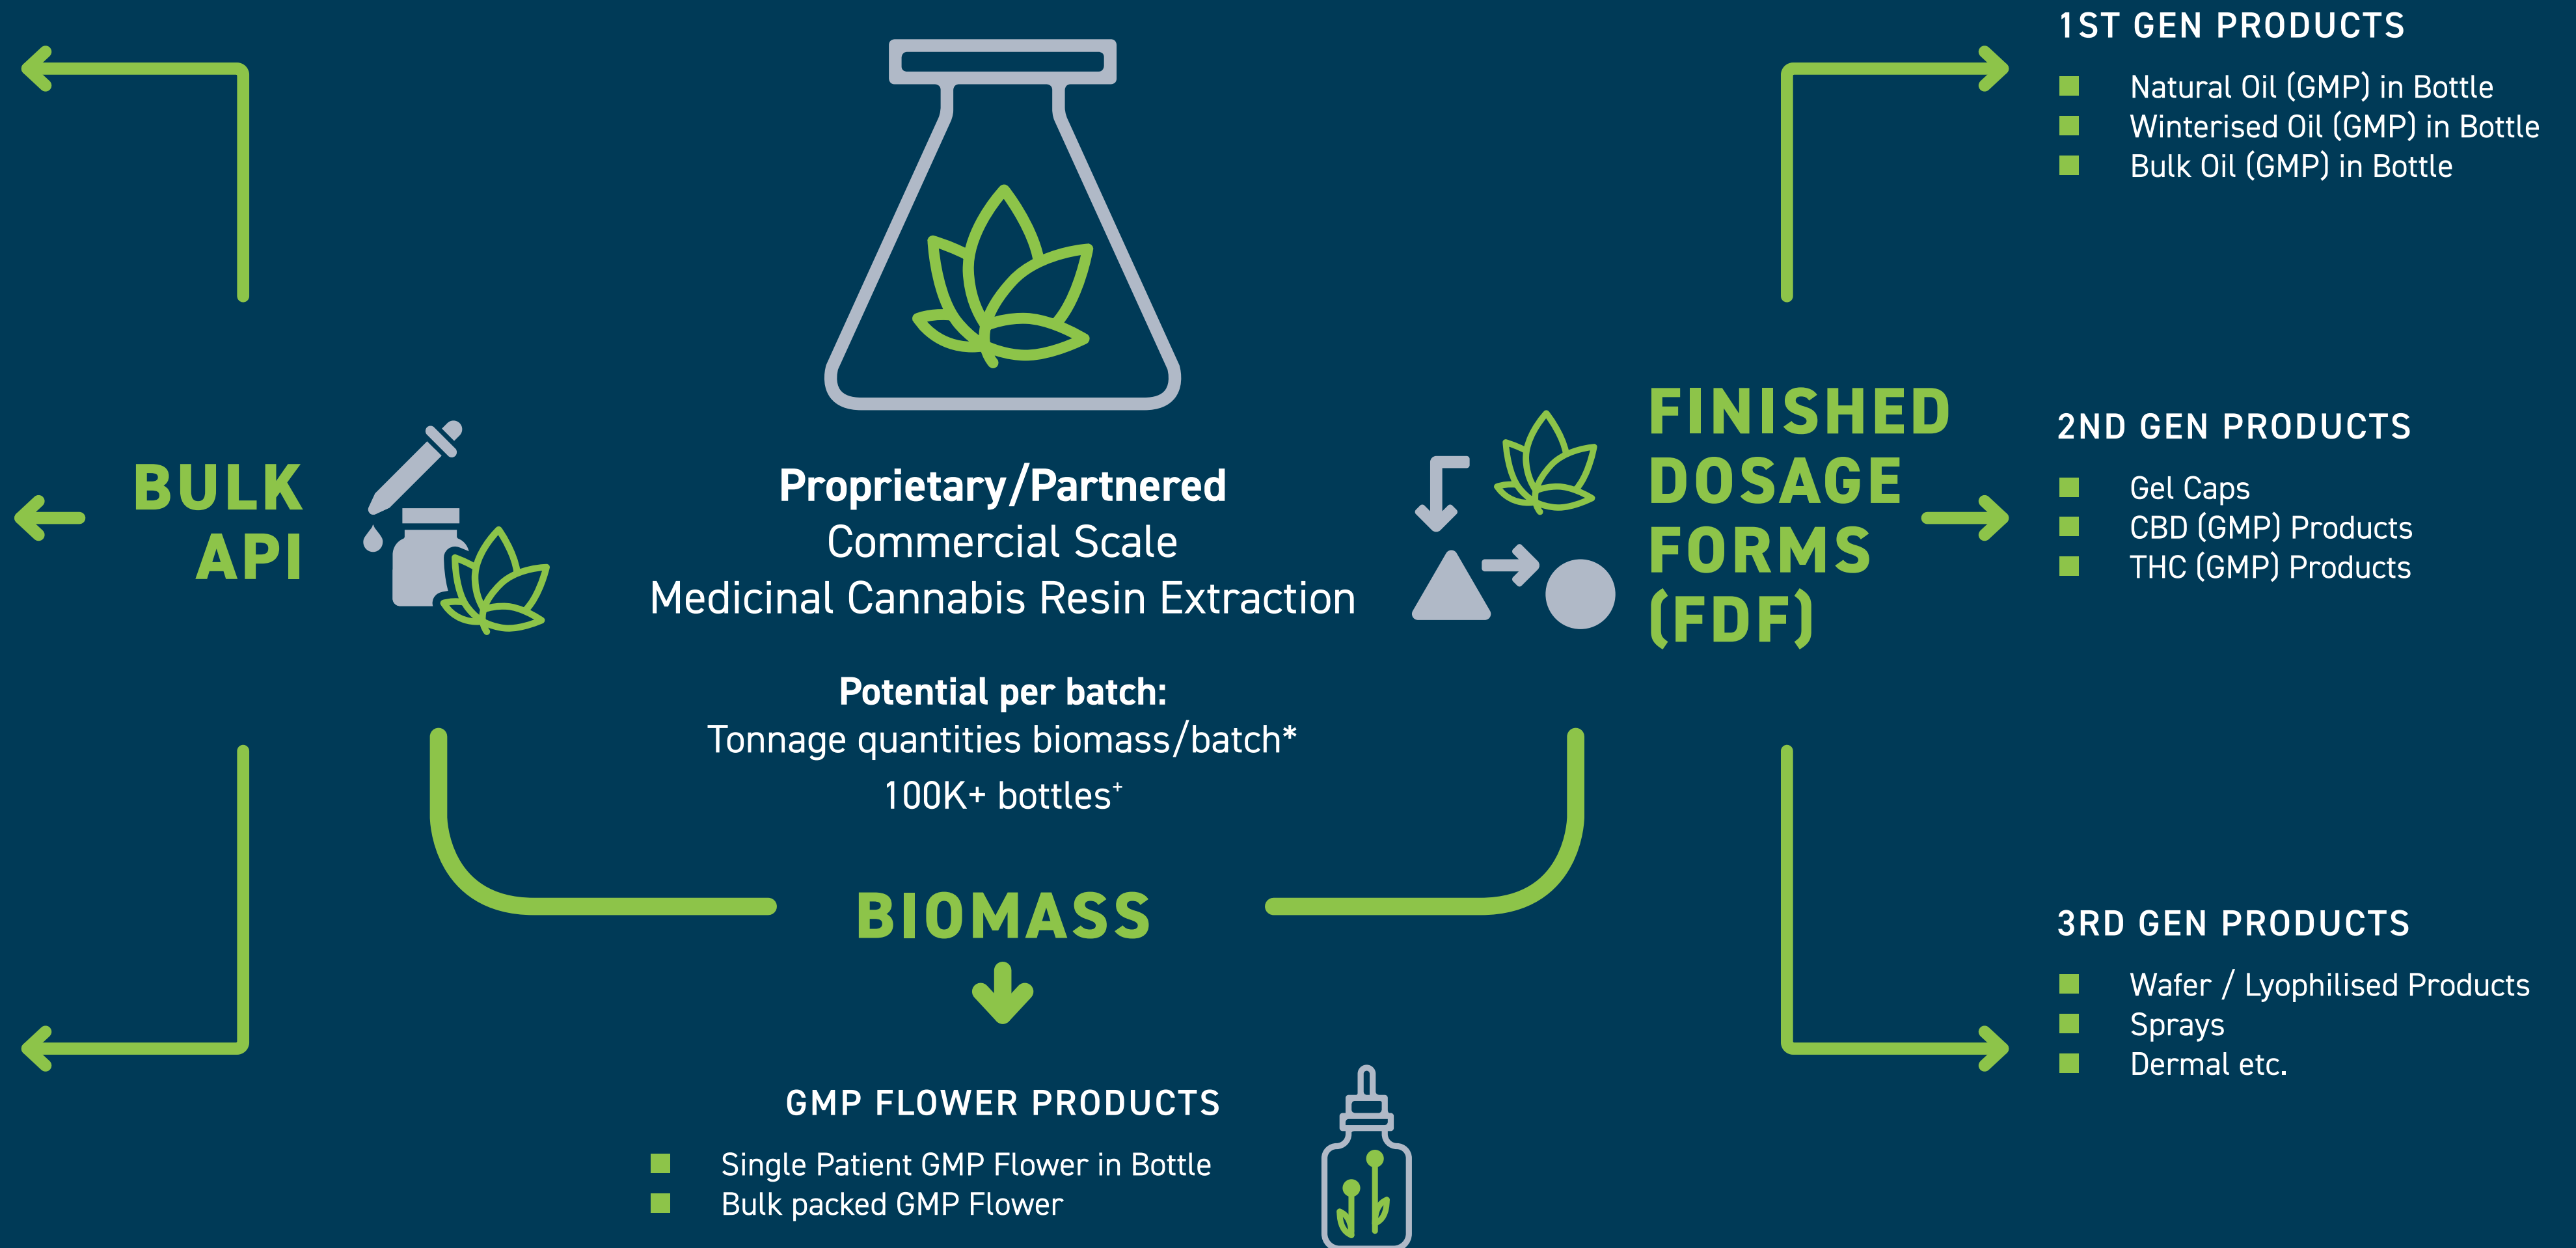 BULK
API
Proprietary/Partnered
Commercial Scale
Medicinal Cannabis Resin Extraction
Potential per batch:
Tonnage quantities biomass/batch*
100K+ bottles+
BIOMASS
GMP FLOWER PRODUCTS
Single Patient GMP Flower in Bottle
Bulk packed GMP Flower
FINISHED
DOSAGE
FORMS
(FDF)
1ST GEN PRODUCTS
Natural Oil (GMP) in Bottle
Winterised Oil (GMP) in Bottle
Bulk Oil (GMP) in Bottle
2ND GEN PRODUCTS
Gel Caps
CBD (GMP) Products
THC (GMP) Products
3RD GEN PRODUCTS
Wafer / Lyophilised Products
Sprays
Dermal etc.